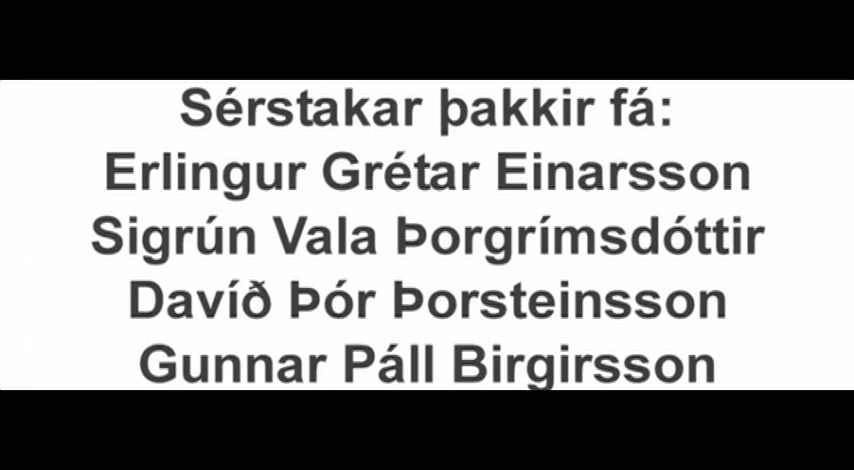 Sérstakar þakkir fá:
Erlingur Grétar Einarsson
Sigrún Vala Þorgrímsdóttir
Davíð Þór Þorsteinsson
Gunnar Páll Birgirsson